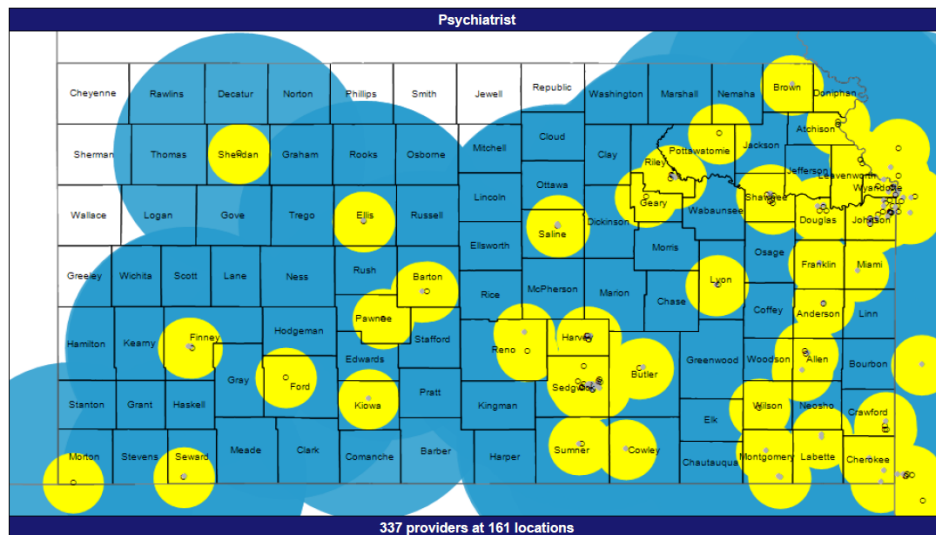 Psychiatrist
Cheyenne Rawlins Decatur Norton Phillips Smith Jewell Republic Washington Marshall Nemaha Brown Doniphan
Atchison
Sherman Thomas Sheridan Graham Rooks Osborne Mitchell Cloud Clay Riley Pottawatomie Jackson Jefferson Leavenworth Wyandotte
Wallace Logan Gove Trego Ellis Russell Lincoln Ottawa Saline Dickinson Geary Wabaunsee Shawnee Douglas Johnson
Greeley Wichita Scott Lane Ness Rush Barton Ellsworth Rice McPherson Marion Morris Chase Lyon Osage Franklin Miami
Hamilton Kearny Finney Hodgeman Pawnee Stafford Reno Harvey Coffey Anderson Linn
Gray Ford Edwards Sedgwick Butler Greenwood Woodson Allen Bourbon
Stanton Grant Haskell Kiowa Pratt Kingman Elk Wilson Neosho Crawford
Morton Stevens Seward Meade Clark Comanche Barber Harper Sumner Cowley Chautauqua Montgomery Labette Cherokee
337 providers at 161 locations